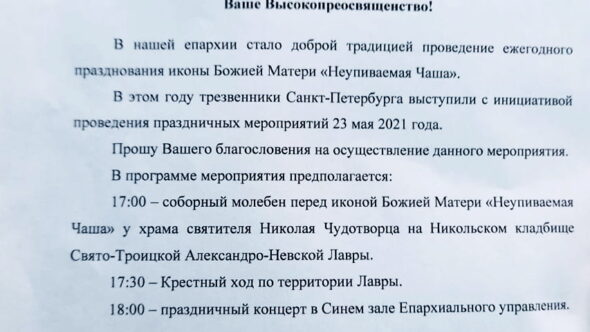 Ваше Высокопреосвященство!
В нашей епархии стало доброй традицией проведение ежегодного
празднования иконы Божией Матери «Неупиваемая Чаша».
В этом году трезвенники Санкт-Петербурга выступили с инициативой
проведения праздничных мероприятий 23 мая 2021 года.
Прошу Вашего благословения на осуществление данного мероприятия.
В программе мероприятия предполагается:
17:00 – соборный молебен перед иконой Божией Матери «Неупиваемая
Чаша» у храма святителя Николая Чудотворца на Никольском кладбище
Свято-Троицкой Александро-Невской Лавры.
17:30 – Крестный ход по территории Лавры.
18:00 – праздничный концерт в Синем зале Епархиального управления.